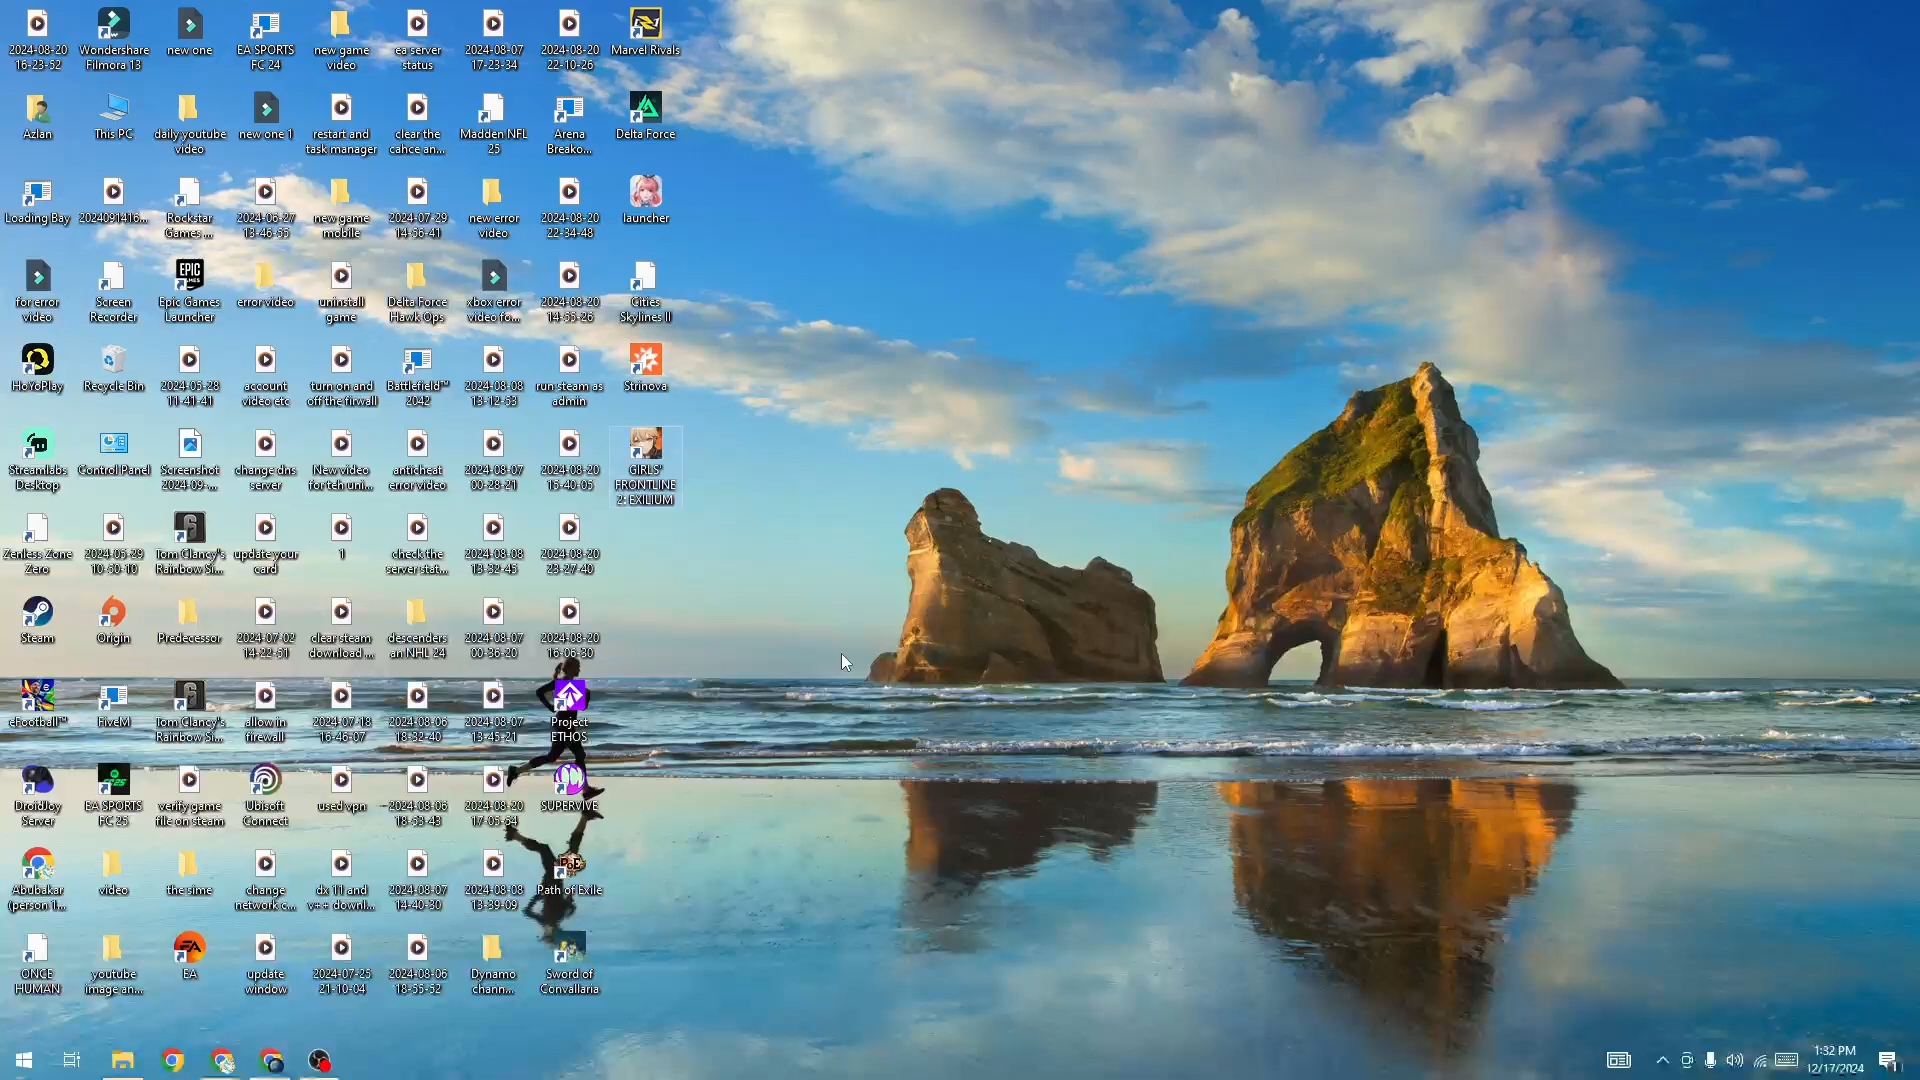 2024-08-20
16-23-52
Wondershare
Filmora 13
new one
EA SPORTS
FC 24
new game
video
ea server
status
2024-08-07
17-23-34
2024-08-20
22-10-26
Marvel Rivals
Azlan
This PC
daily youtube
video
new one 1
restart and
task manager
clear the
cahce an...
Madden NFL
25
Arena
Breako...
Delta Force
Loading Bay
2024091416...
Rockstar
Games ...
2024-06-27
13-46-55
new game
mobile
2024-07-29
14-56-41
new error
video
2024-08-20
22-34-48
launcher
for error
video
Screen
Recorder
EPIC
GAMES
Epic Games
Launcher
error video
uninstall
game
Delta Force
Hawk Ops
xbox error
video fo...
2024-08-20
14-55-26
Cities
Skylines II
HoYoPlay
Recycle Bin
2024-05-28
11-41-41
account
video etc
turn on and
off the firwall
Battlefield™
2042
2024-08-08
13-12-53
run steam as
admin
Strinova
Streamlabs
Desktop
Control Panel
Screenshot
2024-09-...
change dns
server
New video
for teh uni...
anticheat
error video
2024-08-07
00-28-21
2024-08-20
15-40-05
GIRLS'
FRONTLINE
2: EXILIUM
Zenless Zone
Zero
2024-05-29
10-50-10
Tom Clancy's
Rainbow Si...
update your
card
1
check the
server stat...
2024-08-08
13-32-45
2024-08-20
23-27-40
Steam
Origin
Predecessor
2024-07-02
14-22-51
clear steam
download ...
descenders
an NHL 24
2024-08-07
00-36-20
2024-08-20
16-06-30
eFootball™
FiveM
Tom Clancy's
Rainbow Si...
allow in
firewall
2024-07-18
16-46-07
2024-08-06
18-32-40
2024-08-07
13-45-21
Project
ETHOS
DroidJoy
Server
EA SPORTS
FC 25
verify game
file on steam
Ubisoft
Connect
used vpn
2024-08-06
18-53-43
2024-08-20
17-05-54
SUPERVIVE
Abubakar
(person 1...
video
the sime
change
network c...
dx 11 and
v++ downl...
2024-08-07
14-40-30
2024-08-08
13-39-09
Path of Exile
ONCE
HUMAN
youtube
image an...
EA
update
window
2024-07-25
21-10-04
2024-08-06
18-55-52
Dynamo
chann...
Sword of
Convallaria
1:32 PM
12/17/2024